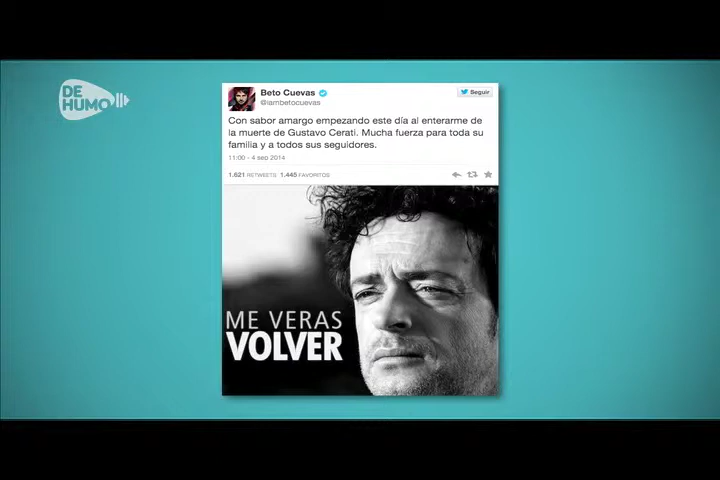 DE
HUMO
Beto Cuevas
Seguir
@iambetocuevas
Con sabor amargo empezando este día al enterarme de
la muerte de Gustavo Cerati. Mucha fuerza para toda su
familia y a todos sus seguidores.
11:00 - 4 sep 2014
1.621 RETWEETS 1.445 FAVORITOS
ME VERAS
VOLVER